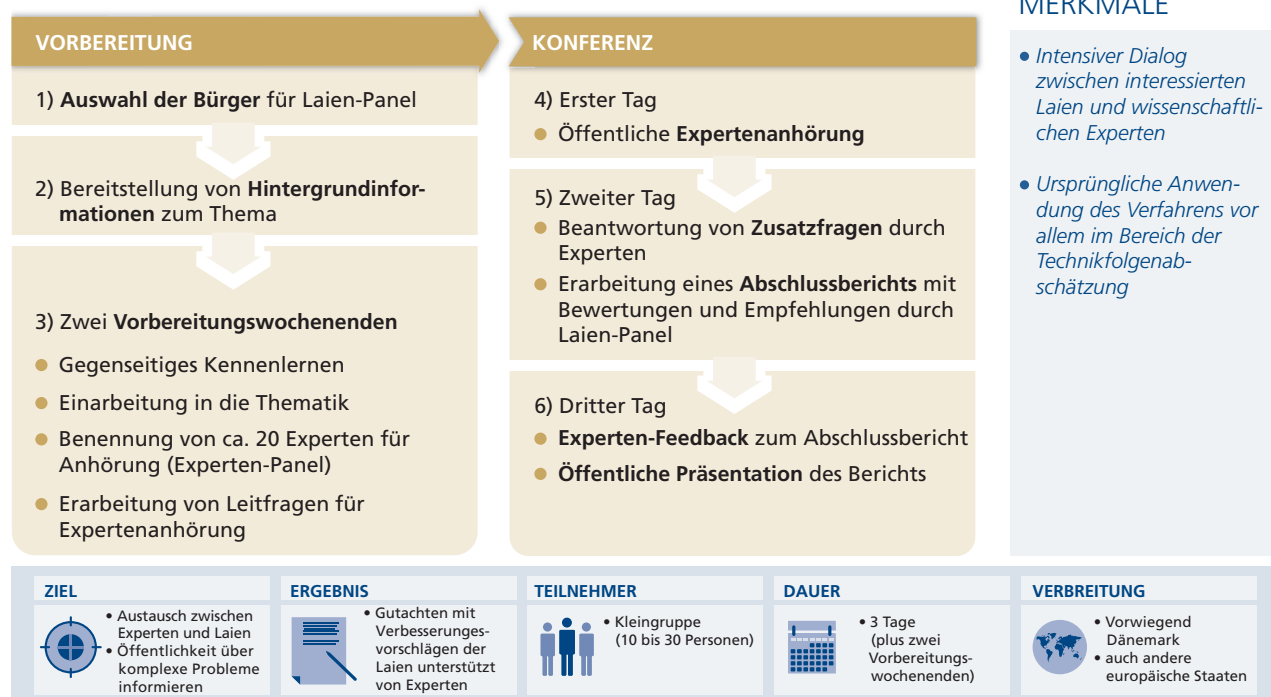 VORBEREITUNG
1) Auswahl der Bürger für Laien-Panel
2) Bereitstellung von Hintergrundinfor-
mationen zum Thema
3) Zwei Vorbereitungswochenenden
• Gegenseitiges Kennenlernen
• Einarbeitung in die Thematik
• Benennung von ca. 20 Experten für
Anhörung (Experten-Panel)
• Erarbeitung von Leitfragen für
Expertenanhörung
KONFERENZ
4) Erster Tag
• Öffentliche Expertenanhörung
5) Zweiter Tag
• Beantwortung von Zusatzfragen durch
Experten
• Erarbeitung eines Abschlussberichts mit
Bewertungen und Empfehlungen durch
Laien-Panel
6) Dritter Tag
• Experten-Feedback zum Abschlussbericht
• Öffentliche Präsentation des Berichts
MERKMALE
• Intensiver Dialog
zwischen interessierten
Laien und wissenschaftli-
chen Experten
• Ursprüngliche Anwen-
dung des Verfahrens vor
allem im Bereich der
Technikfolgenab-
schätzung
ZIEL
• Austausch zwischen
Experten und Laien
• Öffentlichkeit über
komplexe Probleme
informieren
ERGEBNIS
• Gutachten mit
Verbesserungs-
vorschlägen der
Laien unterstützt
von Experten
TEILNEHMER
• Kleingruppe
(10 bis 30 Personen)
DAUER
• 3 Tage
(plus zwei
Vorbereitungs-
wochenenden)
VERBREITUNG
• Vorwiegend
Dänemark
• auch andere
europäische Staaten